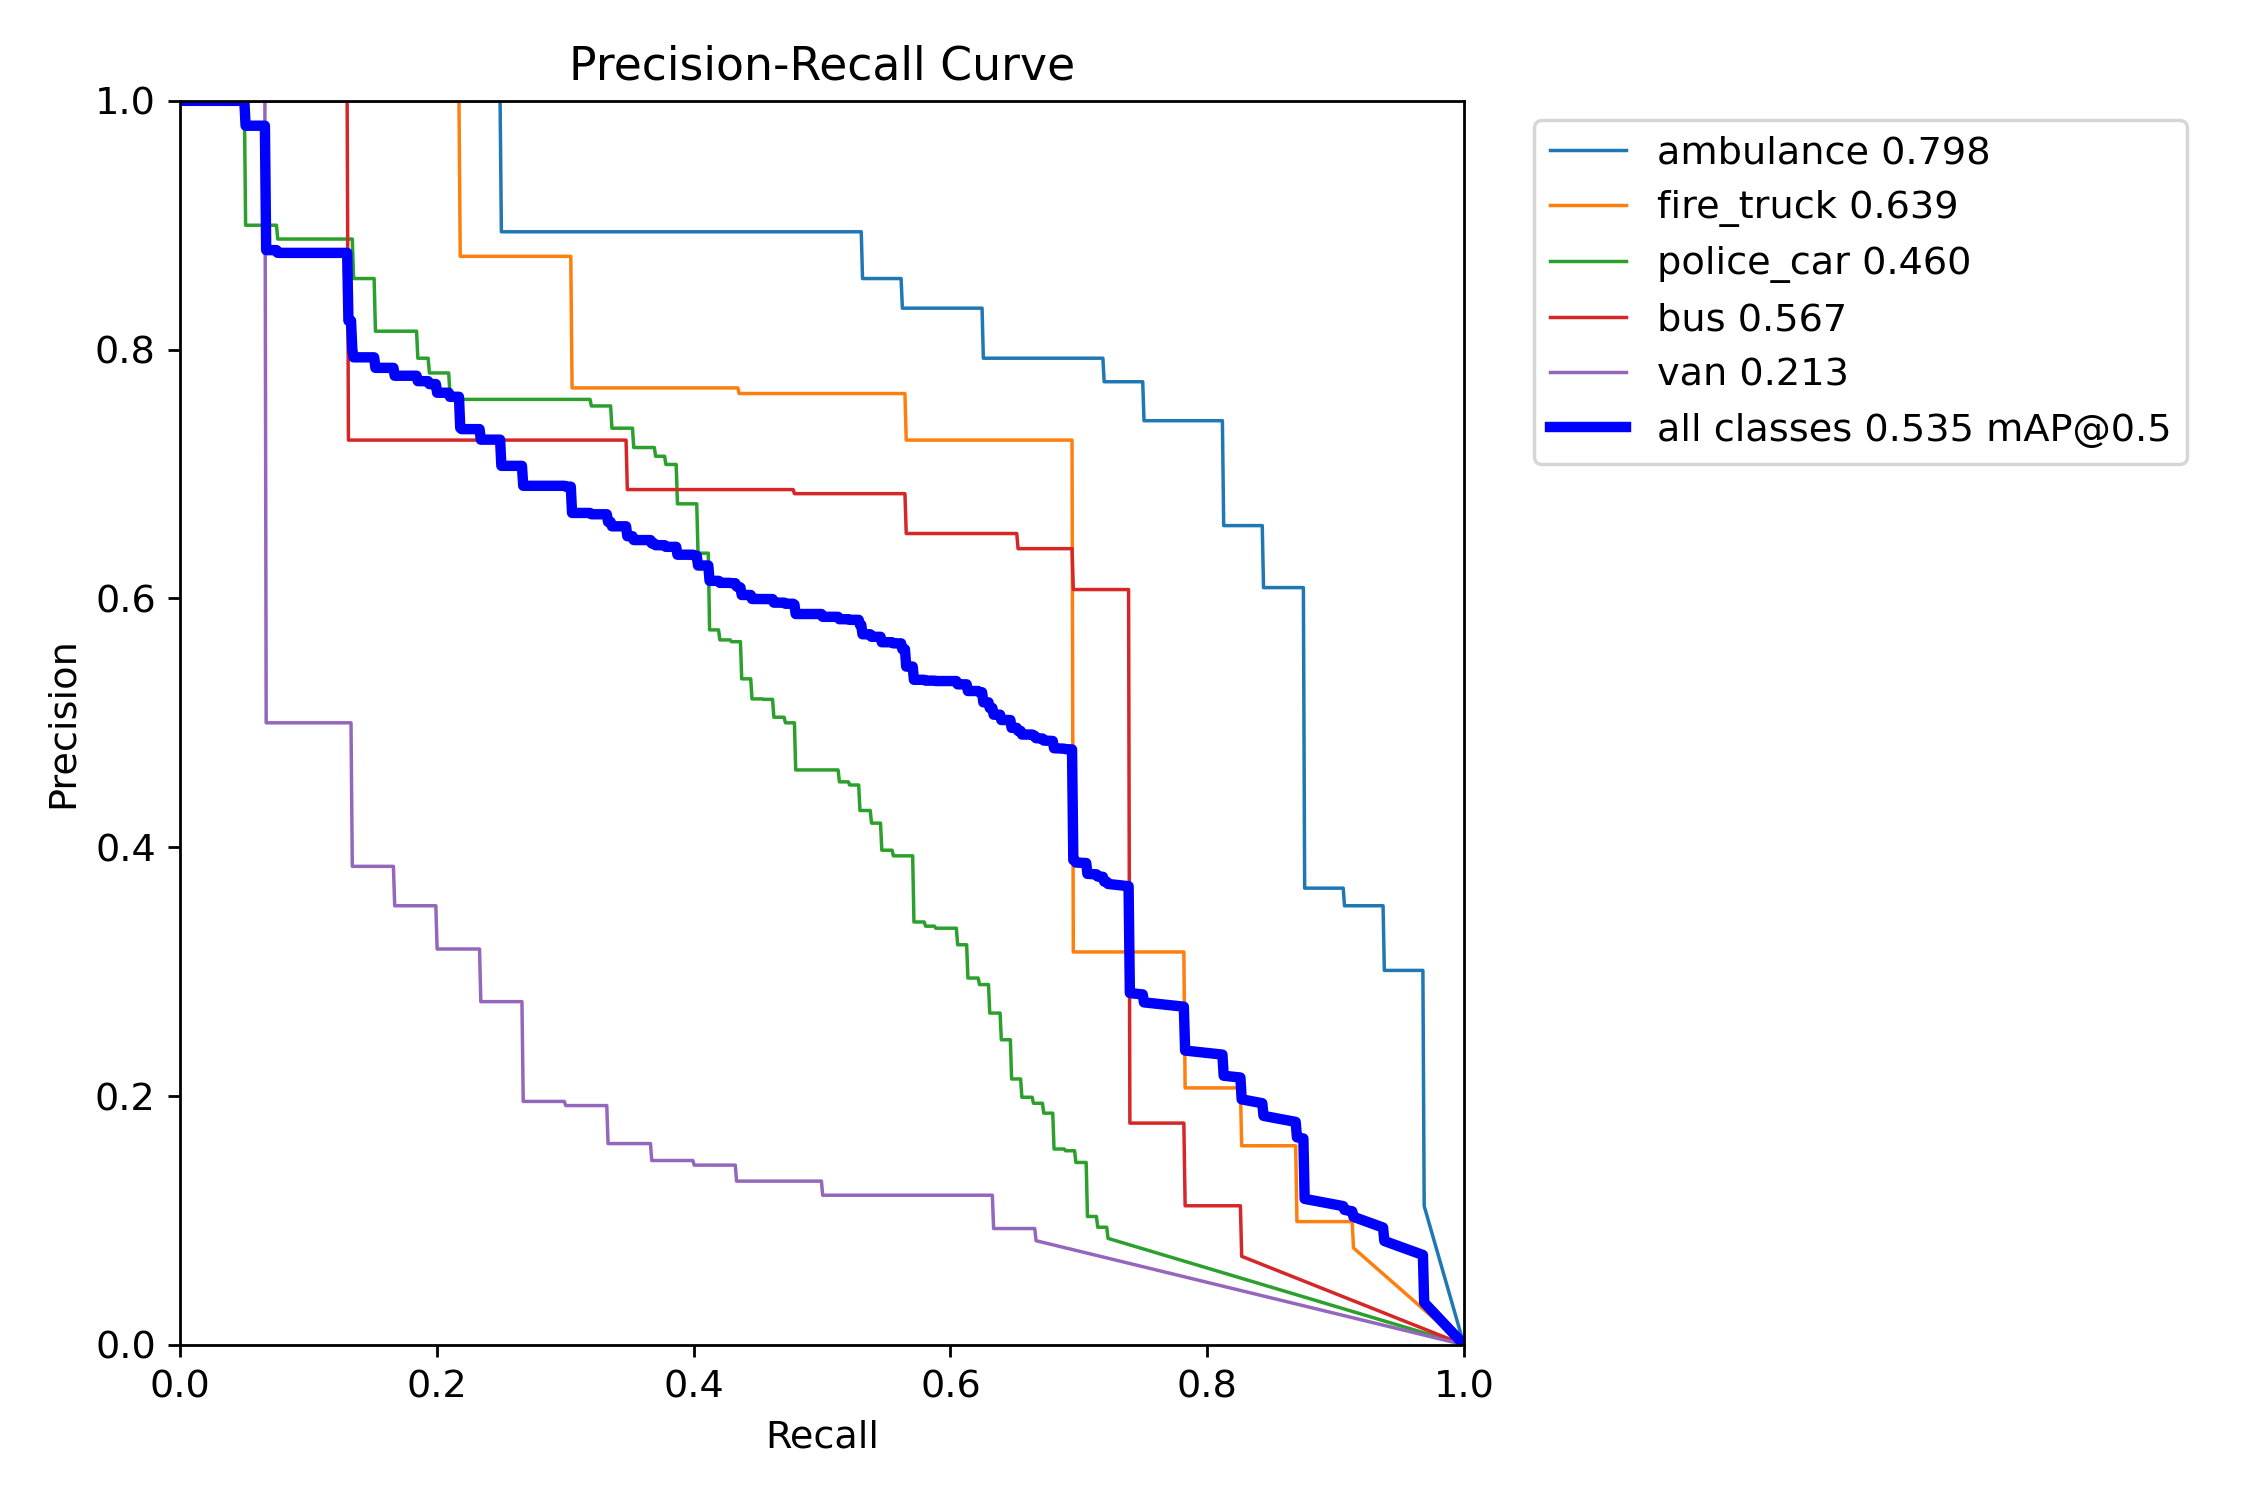 Precision-Recall Curve
1.0
0.8
0.6
0.4
0.2
0.0
Precision
0.0 0.2 0.4 0.6 0.8 1.0
Recall
ambulance 0.798
fire_truck 0.639
police_car 0.460
bus 0.567
van 0.213
all classes 0.535 mAP@0.5